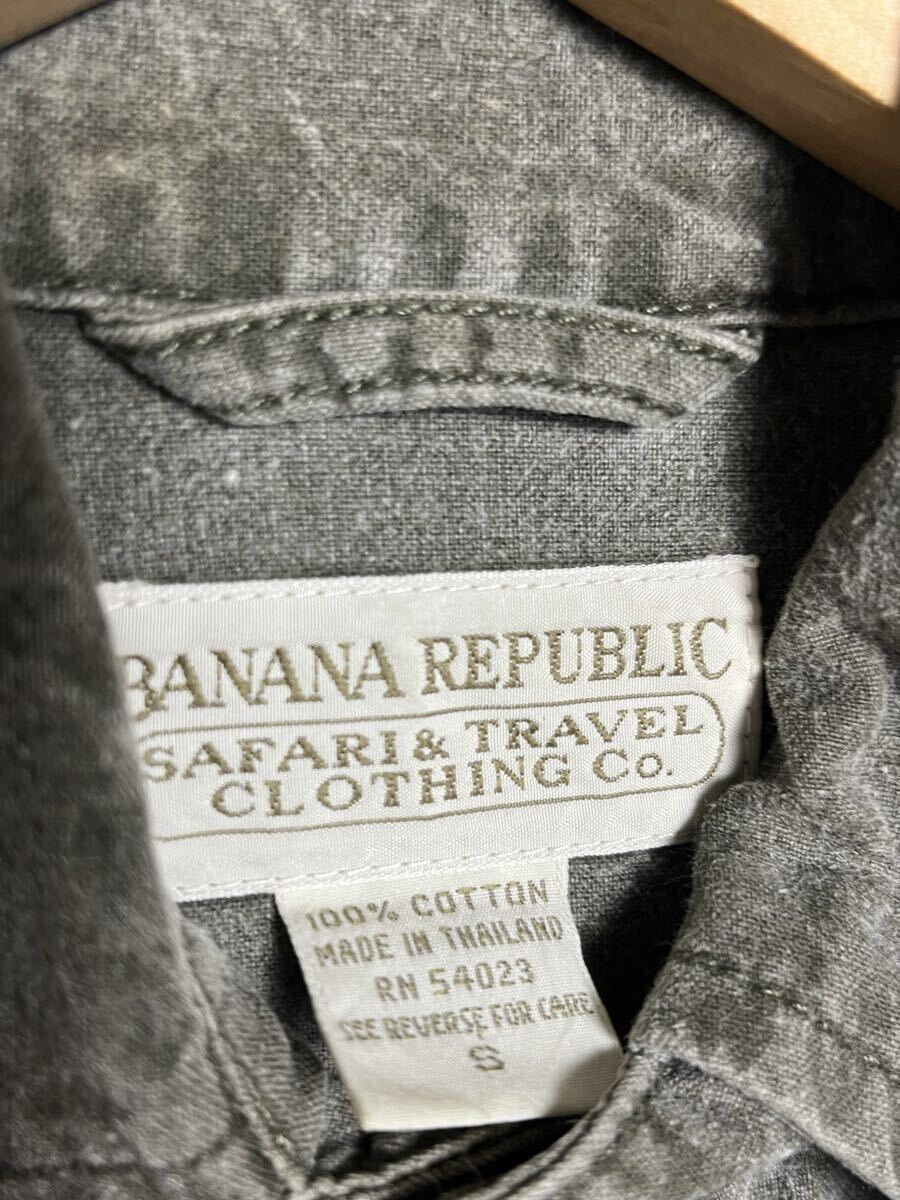 BANANA REPUBLIC
SAFARI & TRAVEL
CLOTHING Co.
100% COTTON
MADE IN THAILAND
RN 54023
SEE REVERSE FOR CARE
S